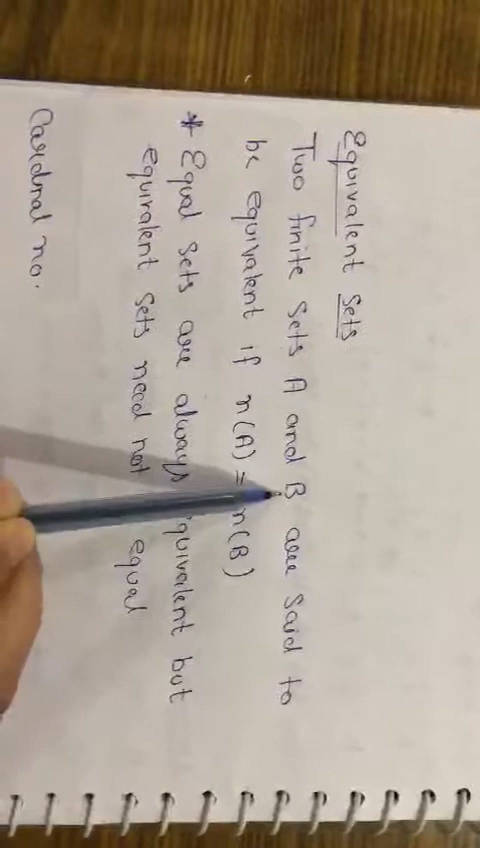 Equivalent Sets
Two finite sets A and B are said to
be equivalent if n(A) = n(B)
* Equal sets are always equivalent but
equivalent sets need not equal
Cardinal no.